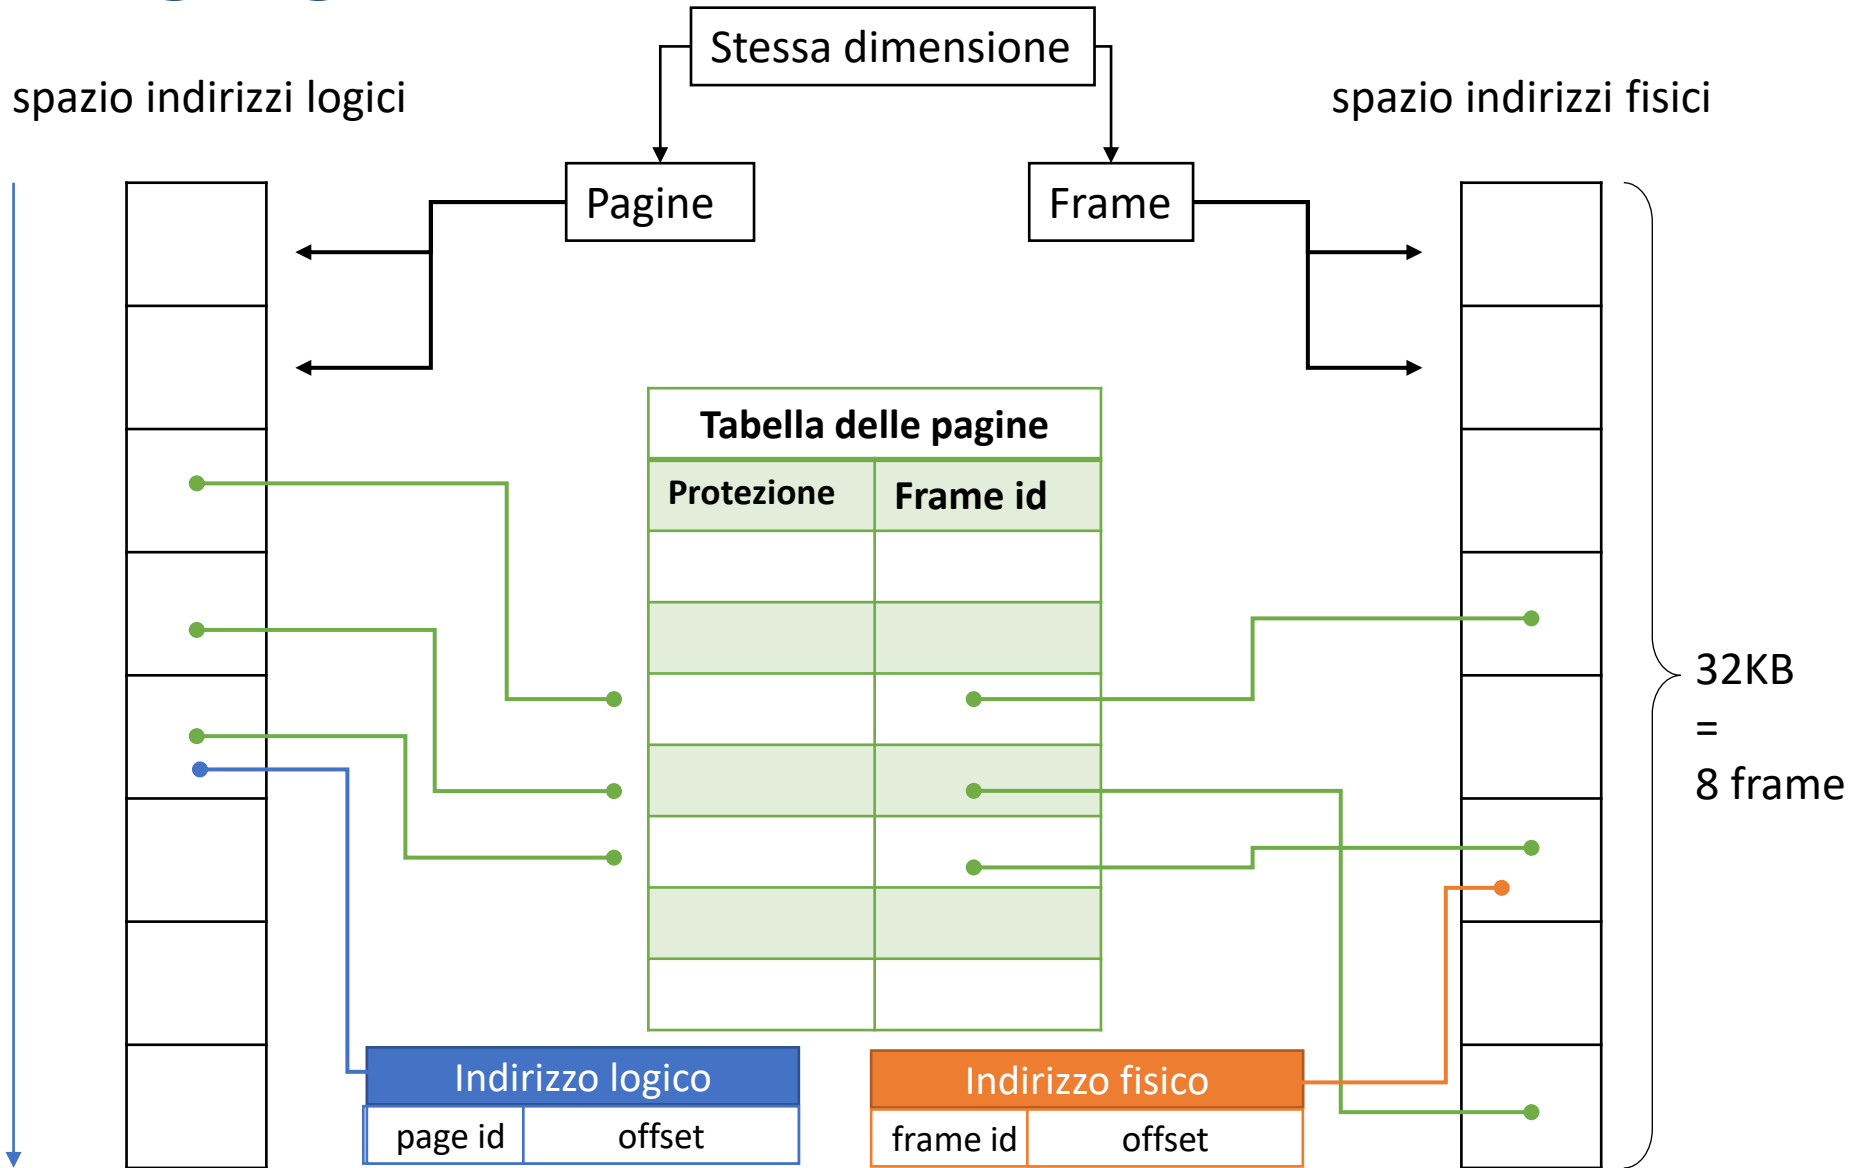 Stessa dimensione
spazio indirizzi logici
spazio indirizzi fisici
Pagine
Frame
Tabella delle pagine
Protezione
Frame id
32KB
=
8 frame
Indirizzo logico
page id
offset
Indirizzo fisico
frame id
offset